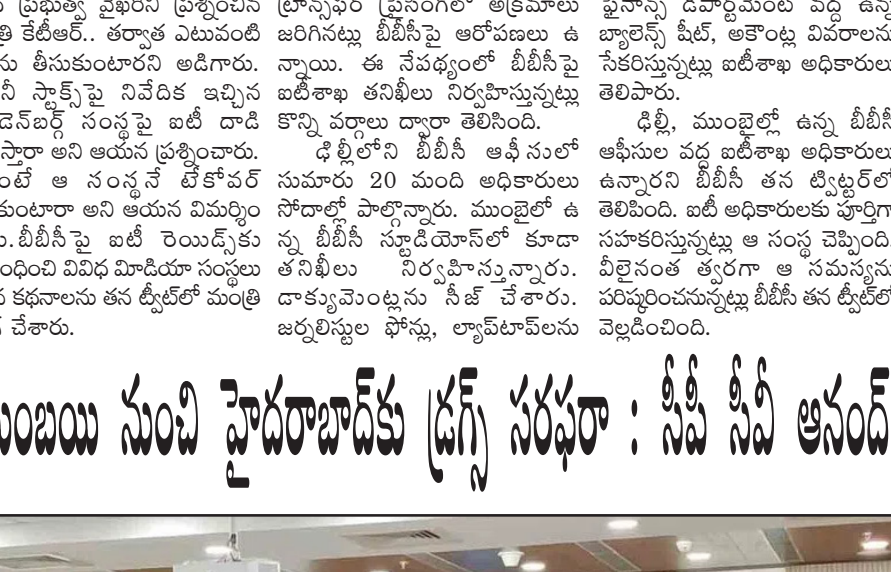 ప్రభుత్వ వైఖరిని ప్రశ్నించిన
కేటీఆర్.. తర్వాత ఎటువంటి
ను తీసుకుంటారని అడిగారు.
నీ స్టాక్స్‌పై నివేదిక ఇచ్చిన
డెన్‌బర్గ్ సంస్థపై ఐటీ దాడి
స్తారా అని ఆయన ప్రశ్నించారు.
ంటే ఆ సంస్థనే టేకోవర్
కుంటారా అని ఆయన విమర్శిం
బీబీసీపై ఐటీ రెయిడ్స్‌కు
ంధించి వివిధ మీడియా సంస్థలు
కథనాలను తన ట్వీట్‌లో మంత్రి
చేశారు.
ట్రాన్స్‌ఫర్ ప్రైసింగ్‌లో అక్రమాలు
జరిగినట్లు బీబీసీపై ఆరోపణలు ఉ
న్నాయి. ఈ నేపథ్యంలో బీబీసీపై
ఐటీశాఖ తనిఖీలు నిర్వహిస్తున్నట్లు
కొన్ని వర్గాలు ద్వారా తెలిసింది.
ఢిల్లీలోని బీబీసీ ఆఫీసులో
సుమారు 20 మంది అధికారులు
సోదాల్లో పాల్గొన్నారు. ముంబైలో ఉ
న్న బీబీసీ స్టూడియోస్‌లో కూడా
తనిఖీలు నిర్వహిస్తున్నారు.
డాక్యుమెంట్లను సీజ్ చేశారు.
జర్నలిస్టుల ఫోన్లు, ల్యాప్‌టాప్‌లను
ఫైనాన్స్ డిపార్ట్‌మెంట్ వద్ద ఉన్న
బ్యాలెన్స్ షీట్, అకౌంట్ల వివరాలను
సేకరిస్తున్నట్లు ఐటీశాఖ అధికారులు
తెలిపారు.
ఢిల్లీ, ముంబైల్లో ఉన్న బీబీసీ
ఆఫీసుల వద్ద ఐటీశాఖ అధికారులు
ఉన్నారని బీబీసీ తన ట్విట్టర్‌లో
తెలిపింది. ఐటీ అధికారులకు పూర్తిగా
సహకరిస్తున్నట్లు ఆ సంస్థ చెప్పింది.
వీలైనంత త్వరగా ఆ సమస్యను
పరిష్కరించనున్నట్లు బీబీసీ తన ట్వీట్‌లో
వెల్లడించింది.
ముంబయి నుంచి హైదరాబాద్‌కు డ్రగ్స్ సరఫరా : సీపీ సీవీ ఆనంద్